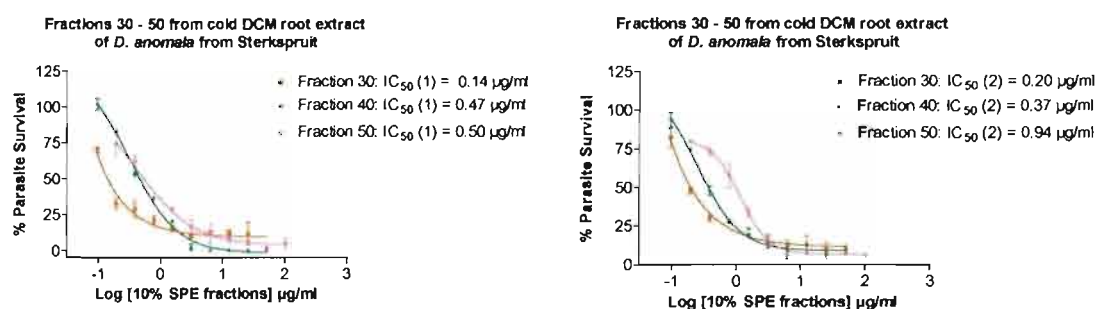 Fractions 30 - 50 from cold DCM root extract
of D. anomala from Sterkspruit
125
100
75
50
25
0
% Parasite Survival
-1
0
1
2
3
Log [10% SPE fractions] µg/ml
Fraction 30: IC50 (1) = 0.14 µg/ml
Fraction 40: IC50 (1) = 0.47 µg/ml
Fraction 50: IC50 (1) = 0.50 µg/ml
Fractions 30 - 50 from cold DCM root extract
of D. anomala from Sterkspruit
125
100
75
50
25
0
% Parasite Survival
-1
0
1
2
3
Log [10% SPE fractions] µg/ml
Fraction 30: IC50 (2) = 0.20 µg/ml
Fraction 40: IC50 (2) = 0.37 µg/ml
Fraction 50: IC50 (2) = 0.94 µg/ml